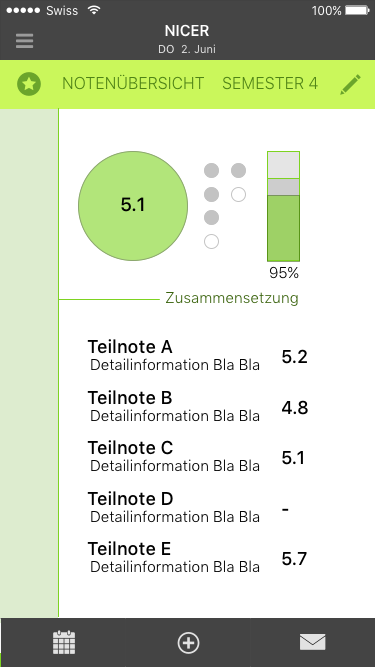 Swiss
100%
NICER
DO 2. Juni
NOTENÜBERSICHT SEMESTER 4
5.1
95%
Zusammensetzung
Teilnote A
Detailinformation Bla Bla 5.2
Teilnote B
Detailinformation Bla Bla 4.8
Teilnote C
Detailinformation Bla Bla 5.1
Teilnote D
Detailinformation Bla Bla -
Teilnote E
Detailinformation Bla Bla 5.7